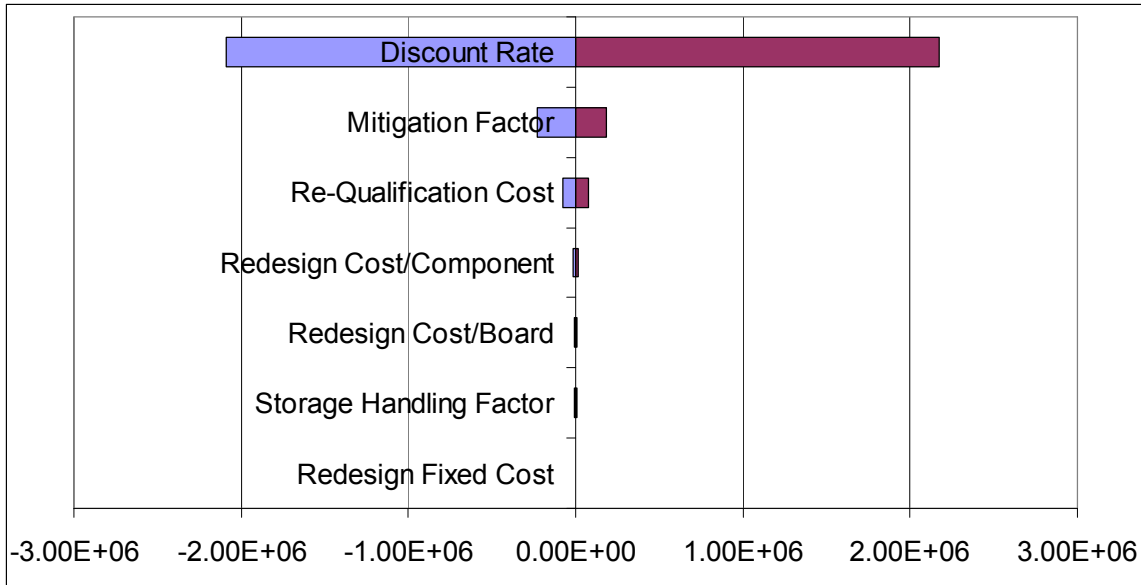 Discount Rate
Mitigation Factor
Re-Qualification Cost
Redesign Cost/Component
Redesign Cost/Board
Storage Handling Factor
Redesign Fixed Cost
-3.00E+06 -2.00E+06 -1.00E+06 0.00E+00 1.00E+06 2.00E+06 3.00E+06